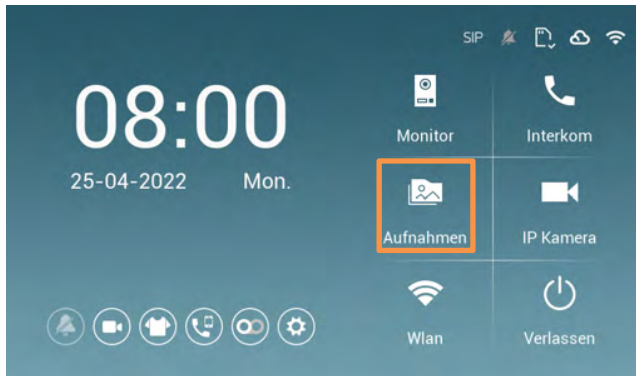 SIP
08:00
25-04-2022 Mon.
Monitor Interkom
Aufnahmen IP Kamera
Wlan Verlassen